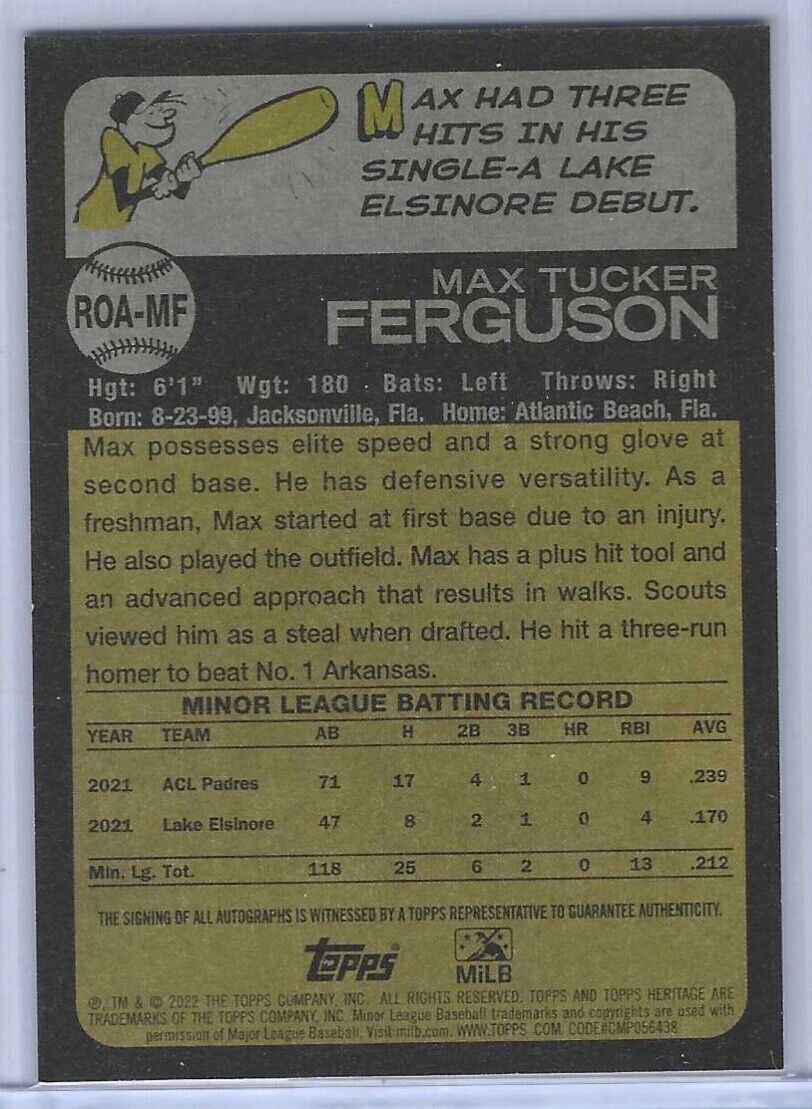 MAX HAD THREE
HITS IN HIS
SINGLE-A LAKE
ELSINORE DEBUT.
ROA-MF
MAX TUCKER
FERGUSON
Hgt: 6'1" Wgt: 180 Bats: Left Throws: Right
Born: 8-23-99, Jacksonville, Fla. Home: Atlantic Beach, Fla.
Max possesses elite speed and a strong glove at
second base. He has defensive versatility. As a
freshman, Max started at first base due to an injury.
He also played the outfield. Max has a plus hit tool and
an advanced approach that results in walks. Scouts
viewed him as a steal when drafted. He hit a three-run
homer to beat No. 1 Arkansas.
MINOR LEAGUE BATTING RECORD
YEAR TEAM AB H 2B 3B HR RBI AVG
2021 ACL Padres 71 17 4 1 0 9 .239
2021 Lake Elsinore 47 8 2 1 0 4 .170
Min. Lg. Tot. 118 25 6 2 0 13 .212
THE SIGNING OF ALL AUTOGRAPHS IS WITNESSED BY A TOPPS REPRESENTATIVE TO GUARANTEE AUTHENTICITY.
topps®
MiLB
®, TM & © 2022 THE TOPPS COMPANY, INC. ALL RIGHTS RESERVED. TOPPS AND TOPPS HERITAGE ARE
TRADEMARKS OF THE TOPPS COMPANY, INC. Minor League Baseball trademarks and copyrights are used with
permission of Major League Baseball. Visit milb.com. WWW.TOPPS.COM. CODE#CMP056438